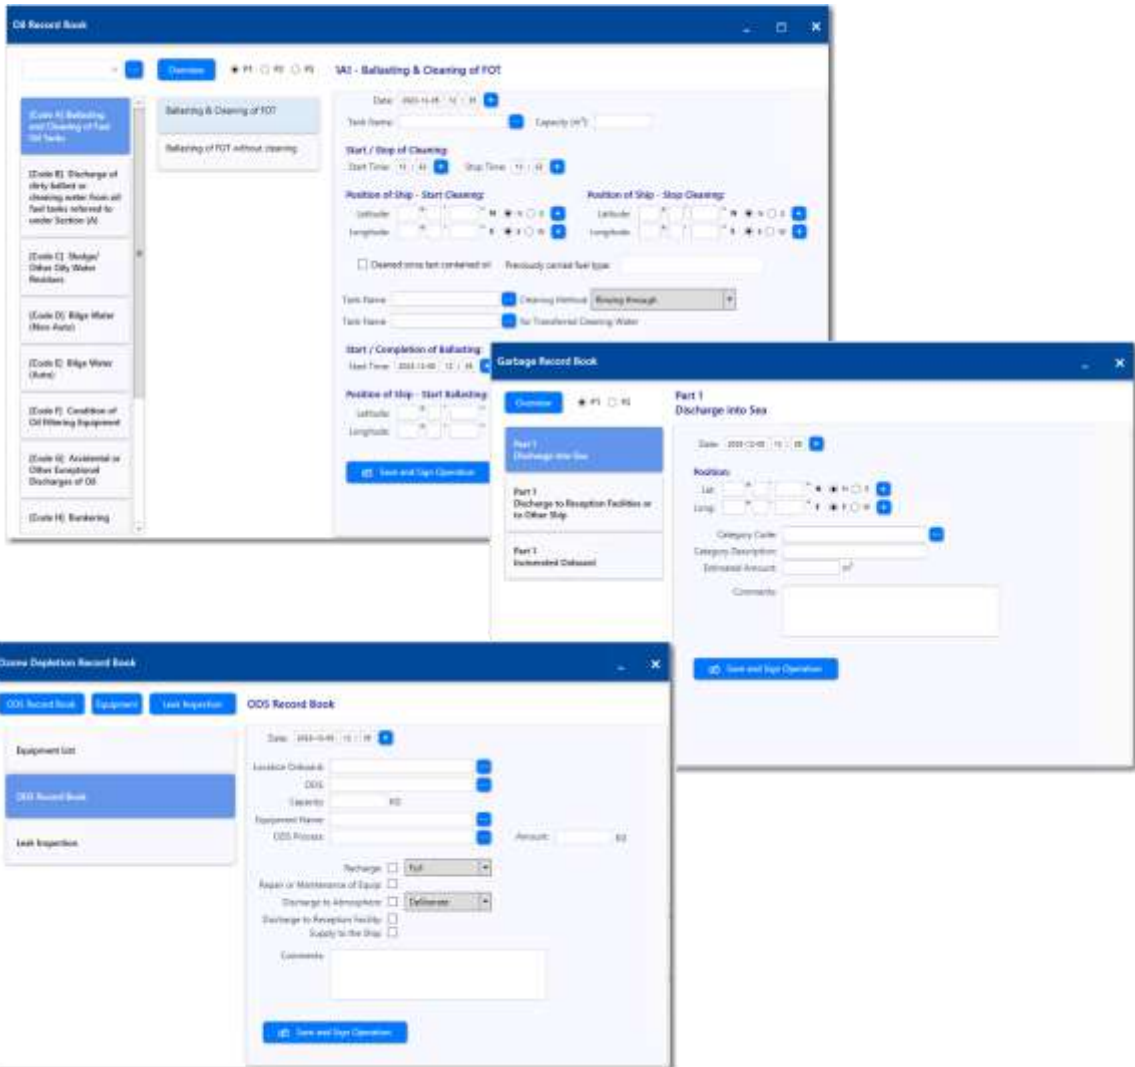 Oil Record Book
Overview P1 P2 P3 1A1 - Ballasting & Cleaning of FOT
[Code A] Ballasting
and Cleaning of Fuel
Oil Tanks
[Code B] Discharge of
dirty ballast or
cleaning water from oil
fuel tanks referred to
under Section (A)
[Code C] Sludge/
Other Oily Water
Residues
[Code D] Bilge Water
(Non-Auto)
[Code E] Bilge Water
(Auto)
[Code F] Condition of
Oil Filtering Equipment
[Code G] Accidental or
Other Exceptional
Discharges of Oil
[Code H] Bunkering
Ballasting & Cleaning of FOT
Ballasting of FOT without cleaning
Date:
Tank Name: Capacity (m³):
Start / Stop of Cleaning:
Start Time: Stop Time:
Position of Ship - Start Cleaning: Position of Ship - Stop Cleaning:
Latitude: N N S Latitude: N N S
Longitude: E E W Longitude: E E W
Cleaned since last contained oil Previously carried fuel type:
Tank Name: Cleaning Method: Rinsing through
Tank Name: for Transferred Cleaning Water
Start / Completion of Ballasting:
Start Time:
Position of Ship - Start Ballasting
Latitude:
Longitude:
Save and Sign Operation
Garbage Record Book
Overview P1 P2
Part 1
Discharge into Sea
Part 1
Discharge into Sea
Part 1
Discharge to Reception Facilities or
to Other Ship
Part 1
Incinerated Onboard
Date:
Position:
Lat: N N S
Long: E E W
Category Code:
Category Description:
Estimated Amount: m³
Comments:
Save and Sign Operation
Ozone Depletion Record Book
ODS Record Book Equipment Leak Inspection ODS Record Book
Equipment List
ODS Record Book
Leak Inspection
Date:
Location Onboard:
ODS:
Capacity: KG
Equipment Name:
ODS Process: Amount: KG
Recharge: Full
Repair or Maintenance of Equip:
Discharge to Atmosphere: Deliberate
Discharge to Reception Facility:
Supply to the Ship:
Comments:
Save and Sign Operation